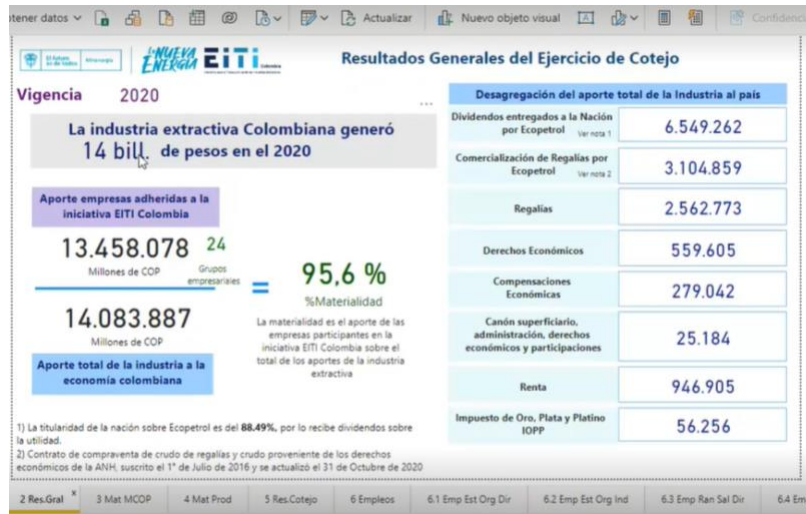 tener datos
Actualizar
Nuevo objeto visual
A
Confidenc
El futuro
es de todos
Minenergía
LA NUEVA
ENERGÍA
EITI
Colombia
Resultados Generales del Ejercicio de Cotejo
Vigencia 2020
...
La industria extractiva Colombiana generó
14 bill. de pesos en el 2020
Aporte empresas adheridas a la
iniciativa EITI Colombia
13.458.078
Millones de COP
24
Grupos
empresariales
14.083.887
Millones de COP
Aporte total de la industria a la
economía colombiana
=
95,6 %
%Materialidad
La materialidad es el aporte de las
empresas participantes en la
iniciativa EITI Colombia sobre el
total de los aportes de la industria
extractiva
Desagregación del aporte total de la Industria al país
Dividendos entregados a la Nación
por Ecopetrol Ver nota 1
6.549.262
Comercialización de Regalías por
Ecopetrol Ver nota 2
3.104.859
Regalías
2.562.773
Derechos Económicos
559.605
Compensaciones
Económicas
279.042
Canón superficiario,
administración, derechos
económicos y participaciones
25.184
Renta
946.905
Impuesto de Oro, Plata y Platino
IOPP
56.256
1) La titularidad de la nación sobre Ecopetrol es del 88.49%, por lo recibe dividendos sobre
la utilidad.
2) Contrato de compraventa de crudo de regalías y crudo proveniente de los derechos
económicos de la ANH, suscrito el 1° de Julio de 2016 y se actualizó el 31 de Octubre de 2020
2 Res.Gral
3 Mat MCOP
4 Mat Prod
5 Res.Cotejo
6 Empleos
6.1 Emp Est Org Dir
6.2 Emp Est Org Ind
6.3 Emp Ran Sal Dir
6.4 Em